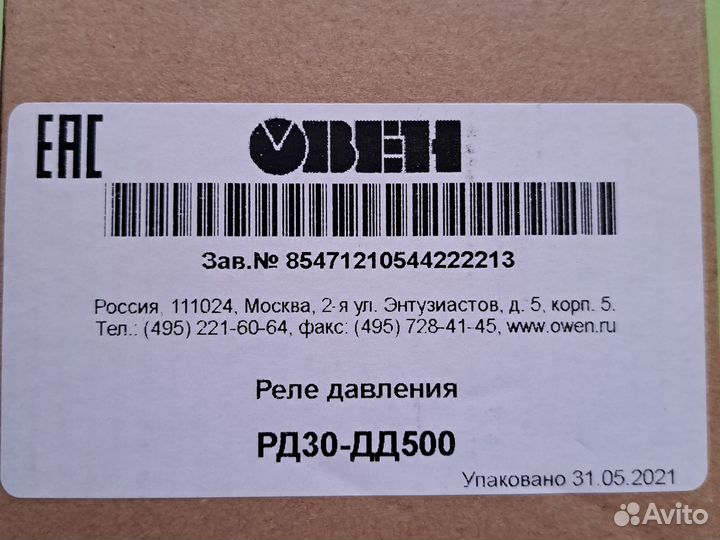 ЕАС
ОВЕН
Зав.№ 85471210544222213
Россия, 111024, Москва, 2-я ул. Энтузиастов, д. 5, корп. 5.
Тел.: (495) 221-60-64, факс: (495) 728-41-45, www.owen.ru
Реле давления
РД30-ДД500
Упаковано 31.05.2021
Avito